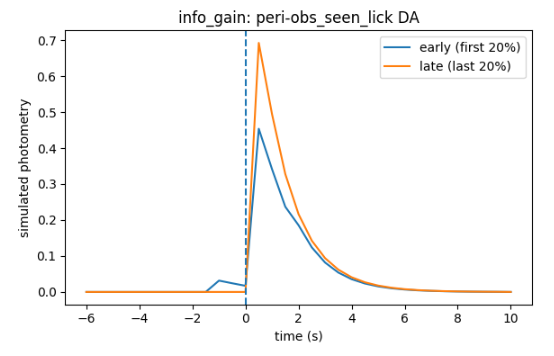 info_gain: peri-obs_seen_lick DA
early (first 20%)
late (last 20%)
simulated photometry
0.7
0.6
0.5
0.4
0.3
0.2
0.1
0.0
−6 −4 −2 0 2 4 6 8 10
time (s)